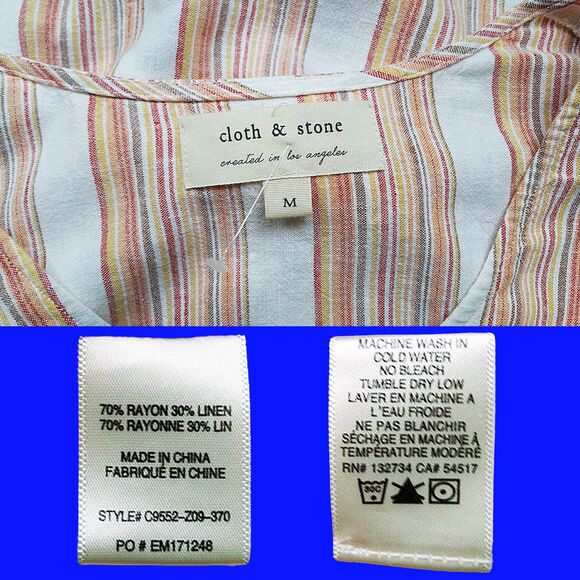 cloth & stone
created in los angeles
M
70% RAYON 30% LINEN
70% RAYONNE 30% LIN
MADE IN CHINA
FABRIQUÉ EN CHINE
STYLE# C9552-Z09-370
PO # EM171248
MACHINE WASH IN
COLD WATER
NO BLEACH
TUMBLE DRY LOW
LAVER EN MACHINE A
L'EAU FROIDE
NE PAS BLANCHIR
SÉCHAGE EN MACHINE A
TEMPÉRATURE MODÉRÉ
RN# 132734 CA# 54517
30C